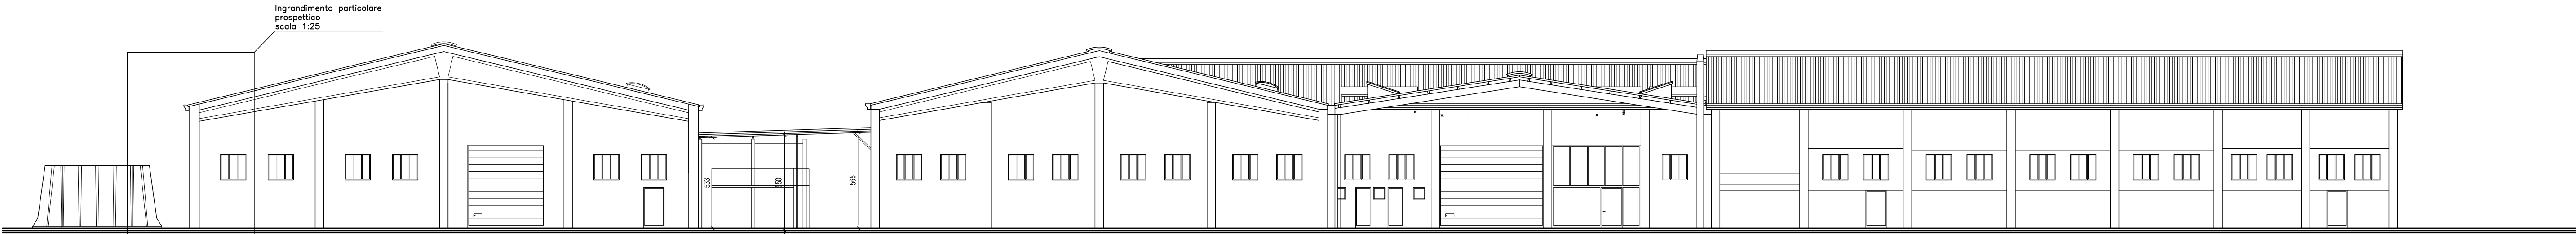 Ingrandimento particolare
prospettico
scala 1:25
533
550
565